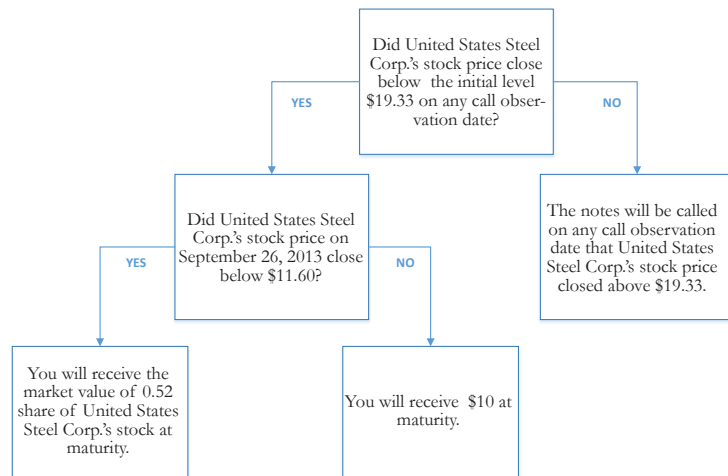 Did United States Steel
Corp.'s stock price close
below the initial level
$19.33 on any call obser-
vation date?
YES
NO
Did United States Steel
Corp.'s stock price on
September 26, 2013 close
below $11.60?
The notes will be called
on any call observation
date that United States
Steel Corp.'s stock price
closed above $19.33.
YES
NO
You will receive the
market value of 0.52
share of United States
Steel Corp.'s stock at
maturity.
You will receive $10 at
maturity.